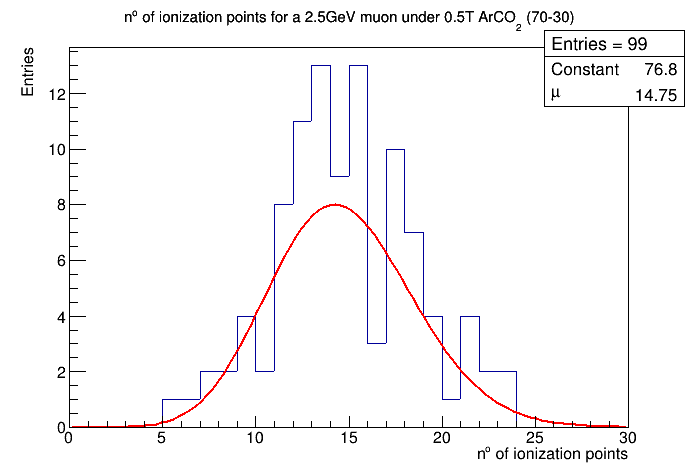 nº of ionization points for a 2.5GeV muon under 0.5T ArCO2 (70-30)
Entries = 99
Constant 76.8
μ 14.75
Entries
12
10
8
6
4
2
0
0 5 10 15 20 25 30
nº of ionization points